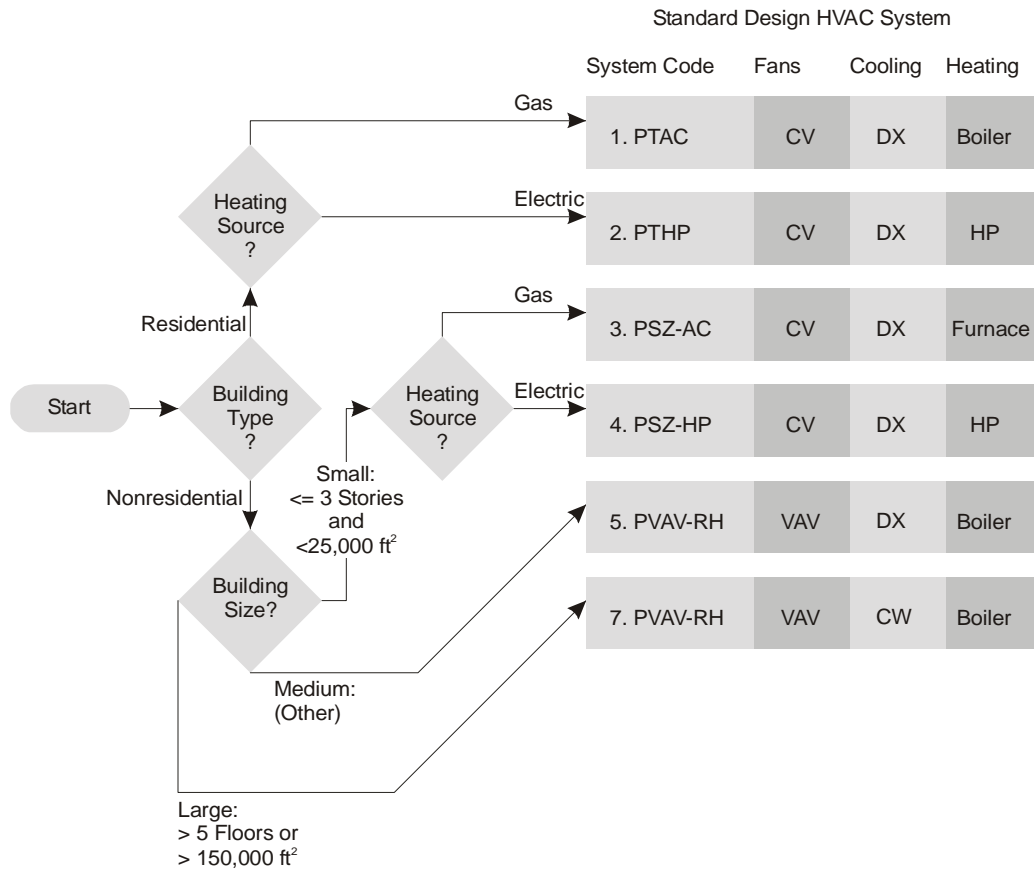 Standard Design HVAC System
System Code Fans Cooling Heating
Gas
1. PTAC CV DX Boiler
Heating
Source
?
Electric
2. PTHP CV DX HP
Residential
Gas
3. PSZ-AC CV DX Furnace
Start
Building
Type
?
Heating
Source
?
Electric
4. PSZ-HP CV DX HP
Nonresidential
Small:
<= 3 Stories
and
<25,000 ft²
5. PVAV-RH VAV DX Boiler
Building
Size?
7. PVAV-RH VAV CW Boiler
Medium:
(Other)
Large:
> 5 Floors or
> 150,000 ft²